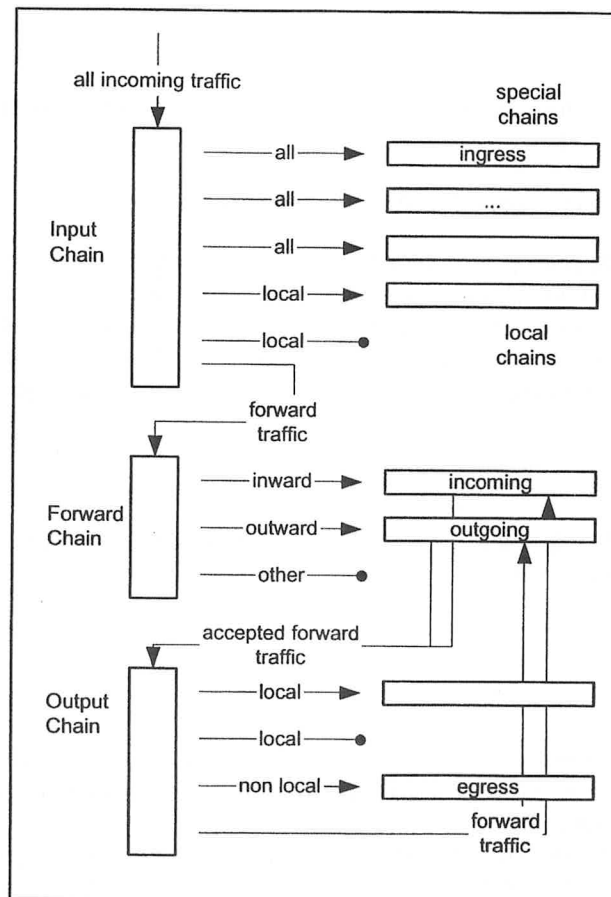 all incoming traffic
special
chains
all
ingress
all
...
Input
Chain
all
local
local
local
chains
forward
traffic
inward
incoming
Forward
Chain
outward
outgoing
other
accepted forward
traffic
Output
Chain
local
local
non local
egress
forward
traffic